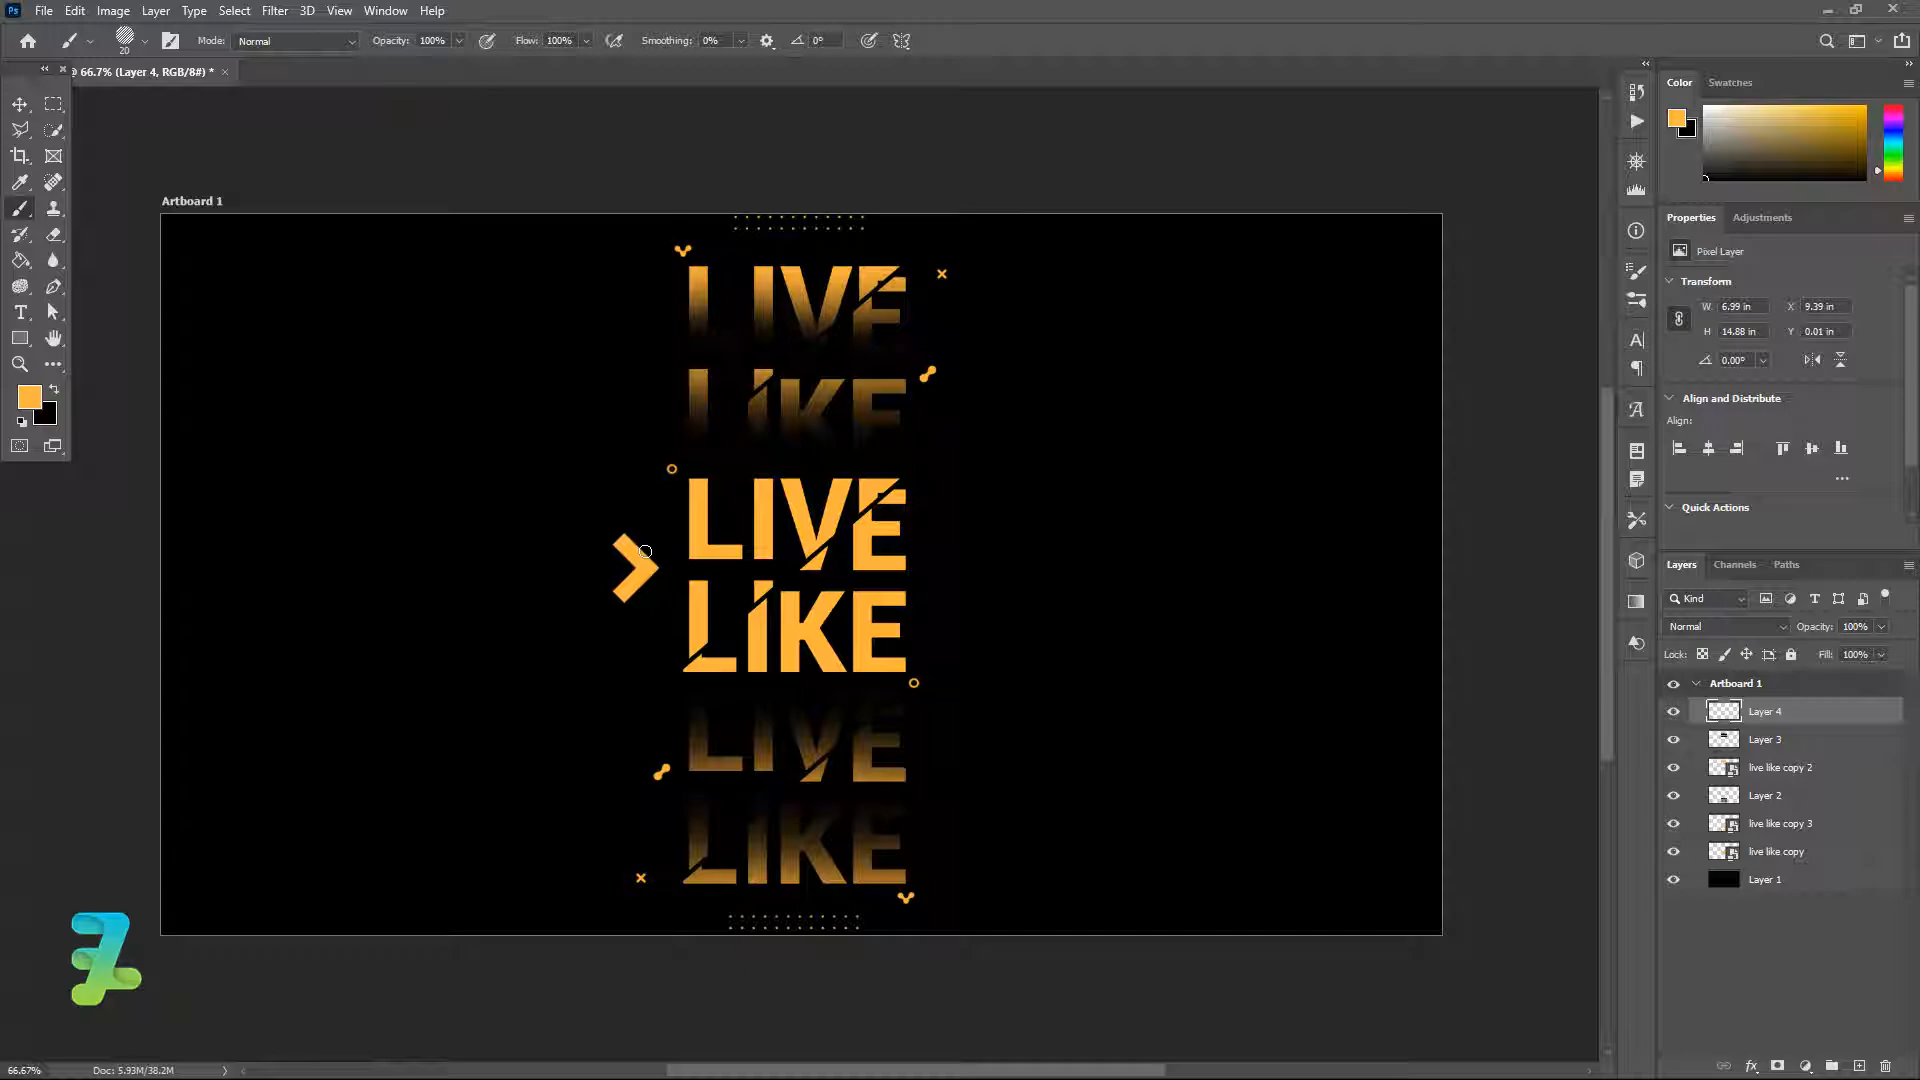 Ps File Edit Image Layer Type Select Filter 3D View Window Help
20 Mode: Normal Opacity: 100% Flow: 100% Smoothing: 0% 0°
@ 66.7% (Layer 4, RGB/8#) *
Artboard 1
LIVE
LIKE
LIVE
LIKE
LIVE
LIKE
66.67% Doc: 5.93M/38.2M
Color Swatches
Properties Adjustments
Pixel Layer
Transform
W 6.99 in X 9.39 in
H 14.88 in Y 0.01 in
0.00°
Align and Distribute
Align:
Quick Actions
Layers Channels Paths
Kind
Normal Opacity: 100%
Lock: Fill: 100%
Artboard 1
Layer 4
Layer 3
live like copy 2
Layer 2
live like copy 3
live like copy
Layer 1
fx